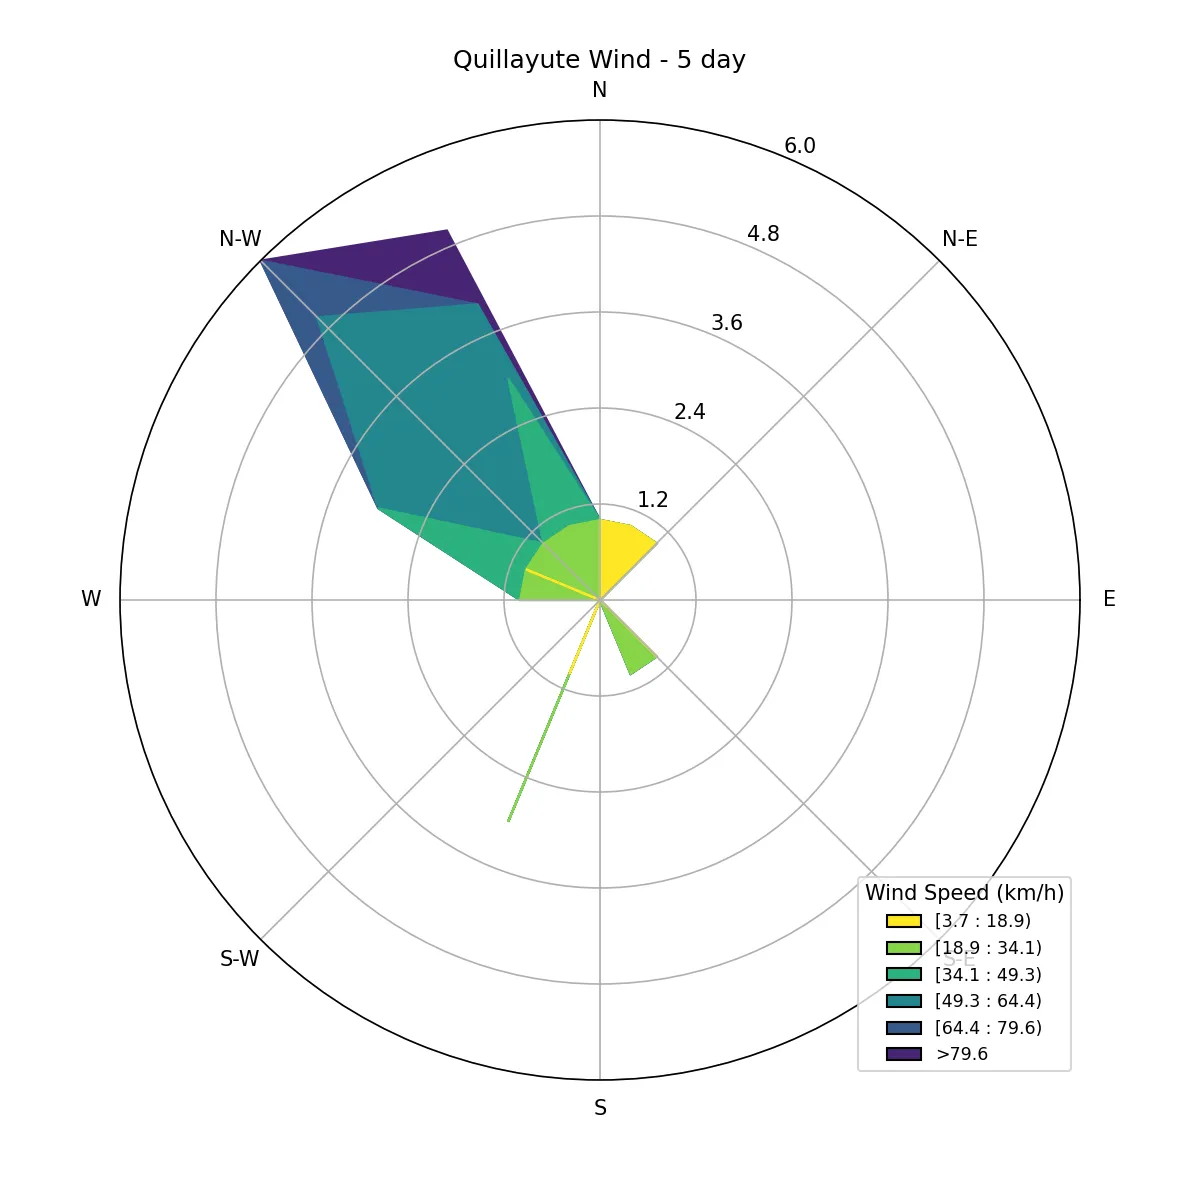 Quillayute Wind - 5 day
N
6.0
N-W
4.8
N-E
3.6
2.4
1.2
W
E
Wind Speed (km/h)
[3.7 : 18.9)
[18.9 : 34.1)
S-W
S-E
[34.1 : 49.3)
[49.3 : 64.4)
[64.4 : 79.6)
>79.6
S